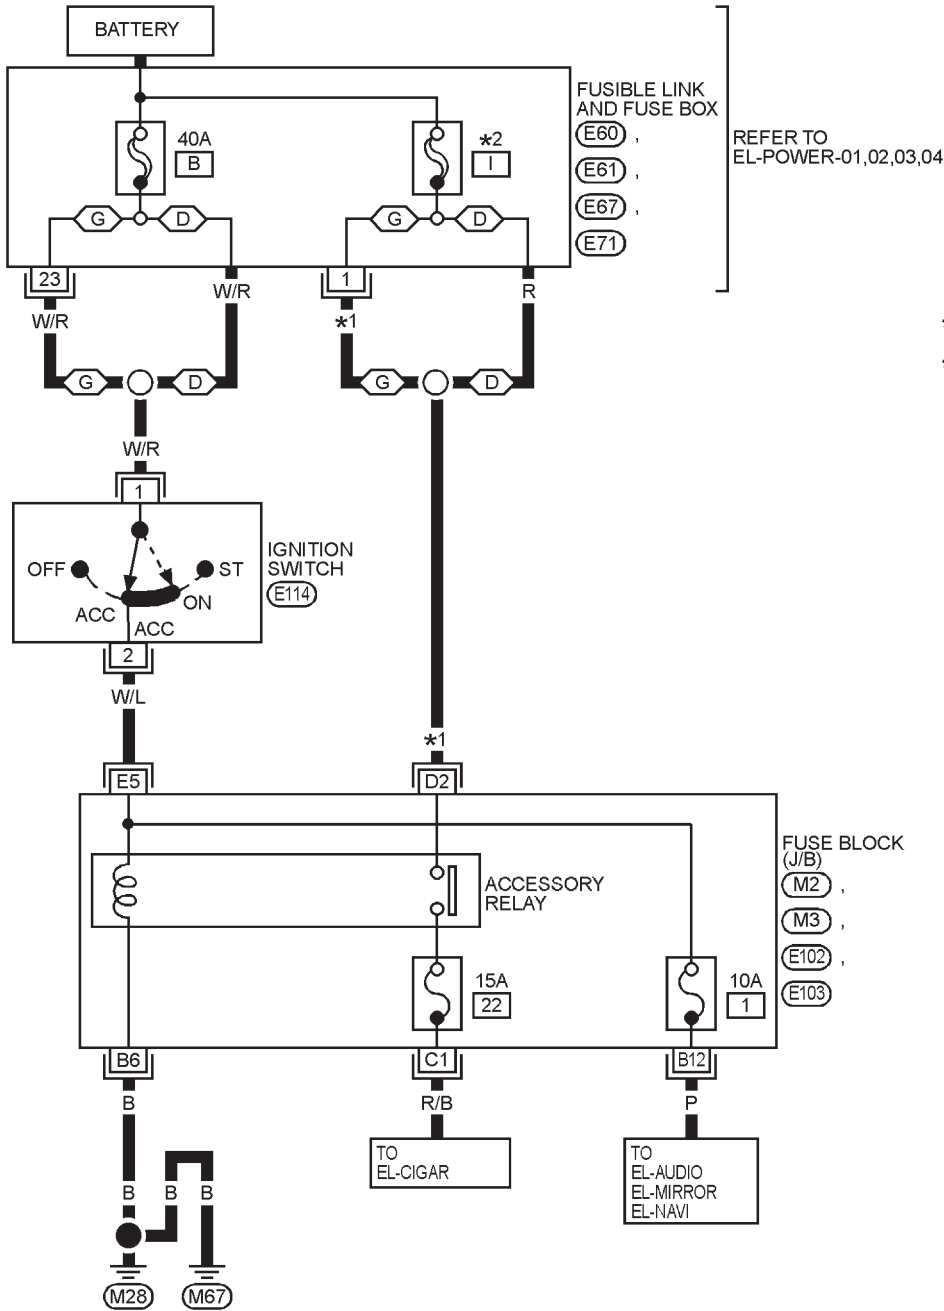 BATTERY
FUSIBLE LINK
AND FUSE BOX
E60 ,
E61 ,
E67 ,
E71
REFER TO
EL-POWER-01,02,03,04
40A
B
*2
I
G
D
G
D
23
W/R
1
R
W/R
*1
G
D
G
D
W/R
1
IGNITION
SWITCH
E114
OFF
ST
ACC
ON
ACC
2
W/L
*1
E5
D2
FUSE BLOCK
(J/B)
M2 ,
M3 ,
E102 ,
E103
ACCESSORY
RELAY
15A
22
10A
1
B6
C1
B12
B
R/B
P
TO
EL-CIGAR
TO
EL-AUDIO
EL-MIRROR
EL-NAVI
B
B
B
M28
M67